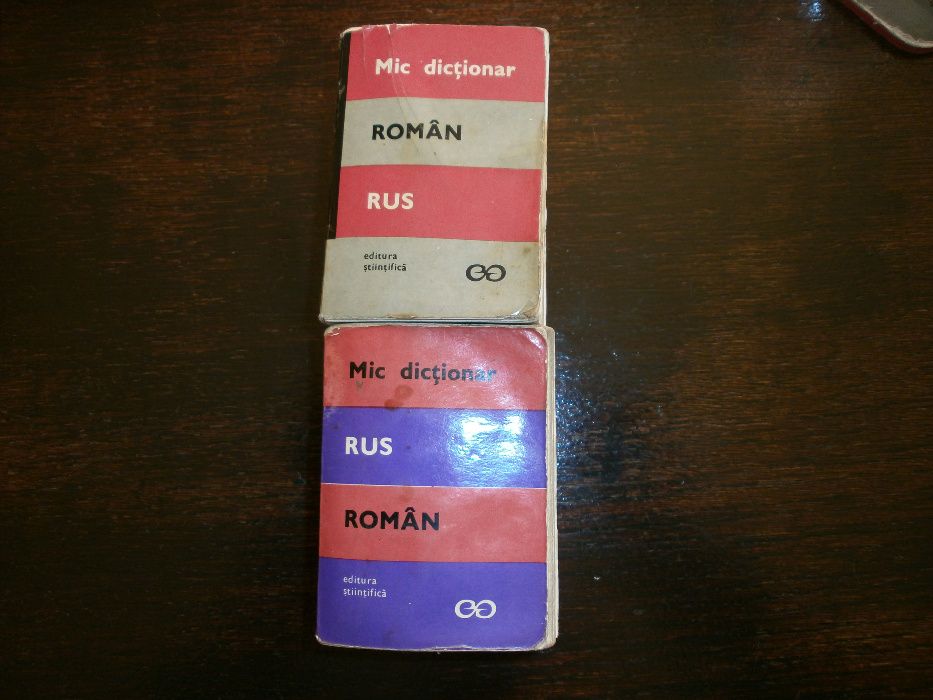 Mic dicționar
ROMÂN
RUS
editura
științifică
Mic dicționar
RUS
ROMÂN
editura
științifică